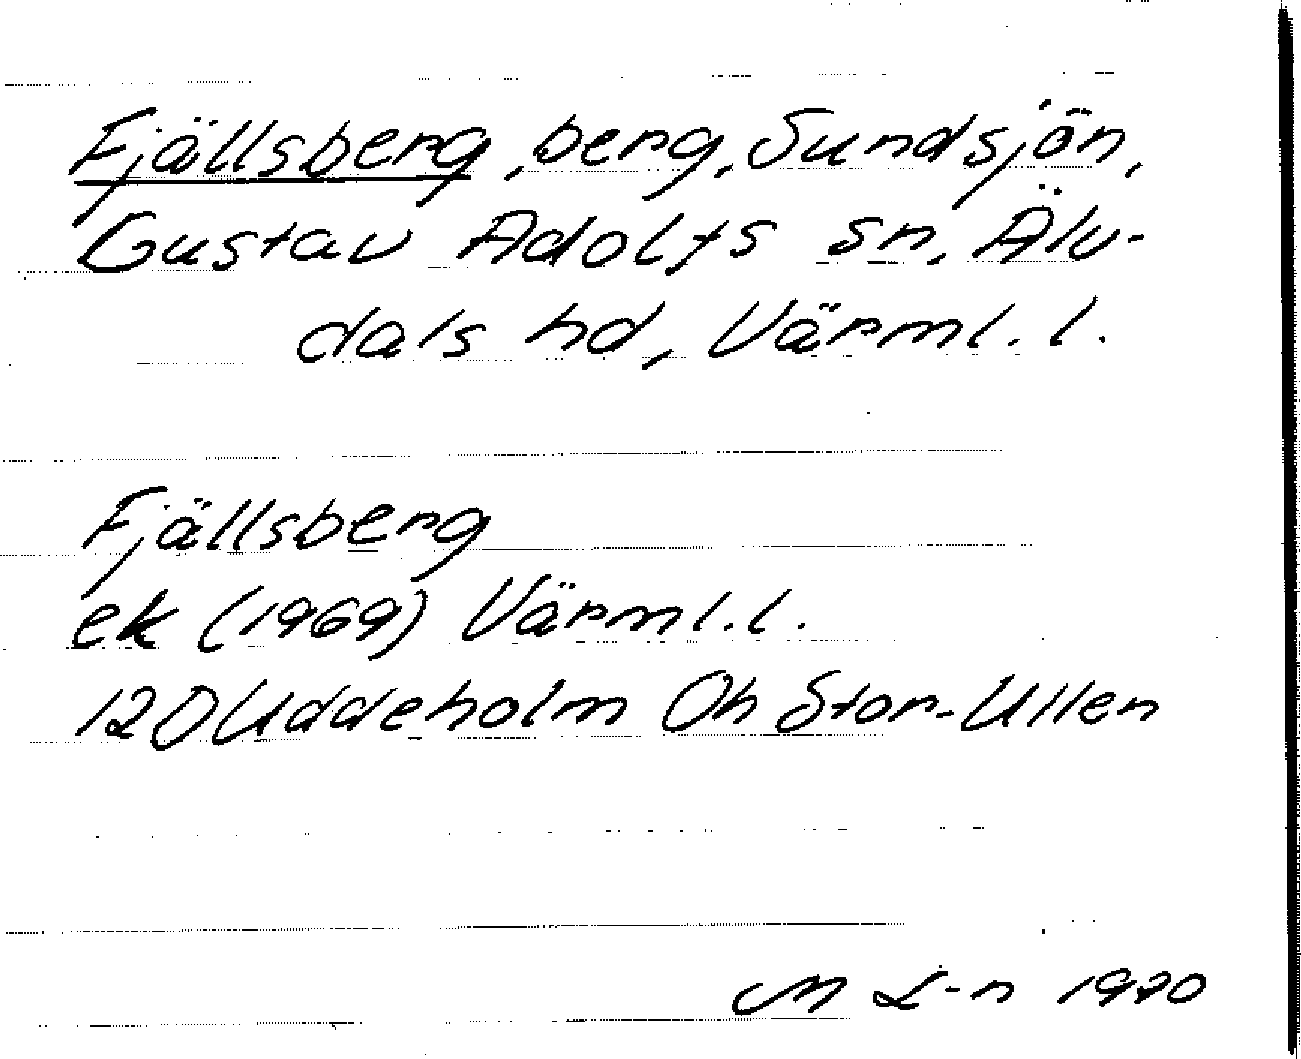 Fjällsberg, berg, Sundsjön,
Gustav Adolfs sn, Älv-
dals hd, Värml. l.
Fjällsberg
ek (1969) Värml. l.
12D Uddeholm Oh Stor-Ullen
M L-n 1970